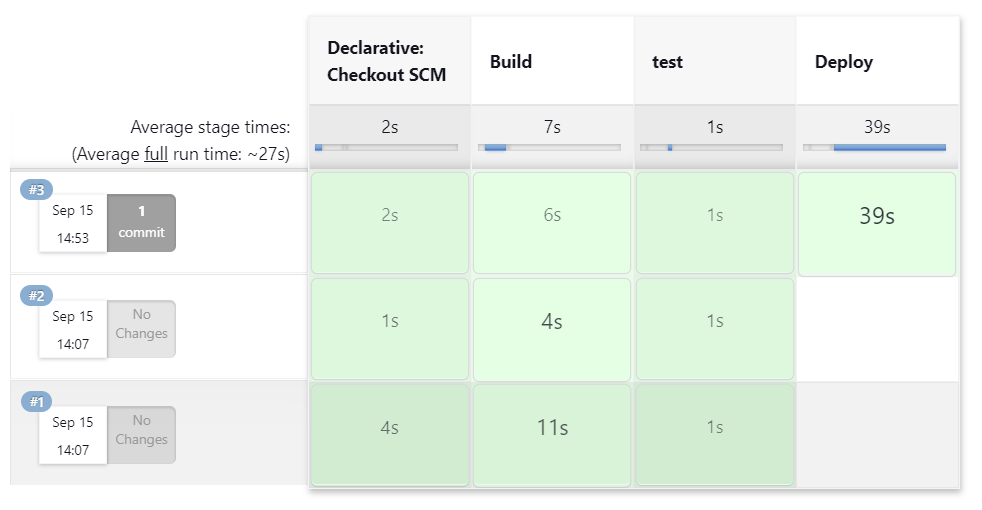 Declarative:
Checkout SCM
Build
test
Deploy
Average stage times:
(Average full run time: ~27s)
2s
7s
1s
39s
#3
Sep 15
14:53
1
commit
2s
6s
1s
39s
#2
Sep 15
14:07
No
Changes
1s
4s
1s
#1
Sep 15
14:07
No
Changes
4s
11s
1s